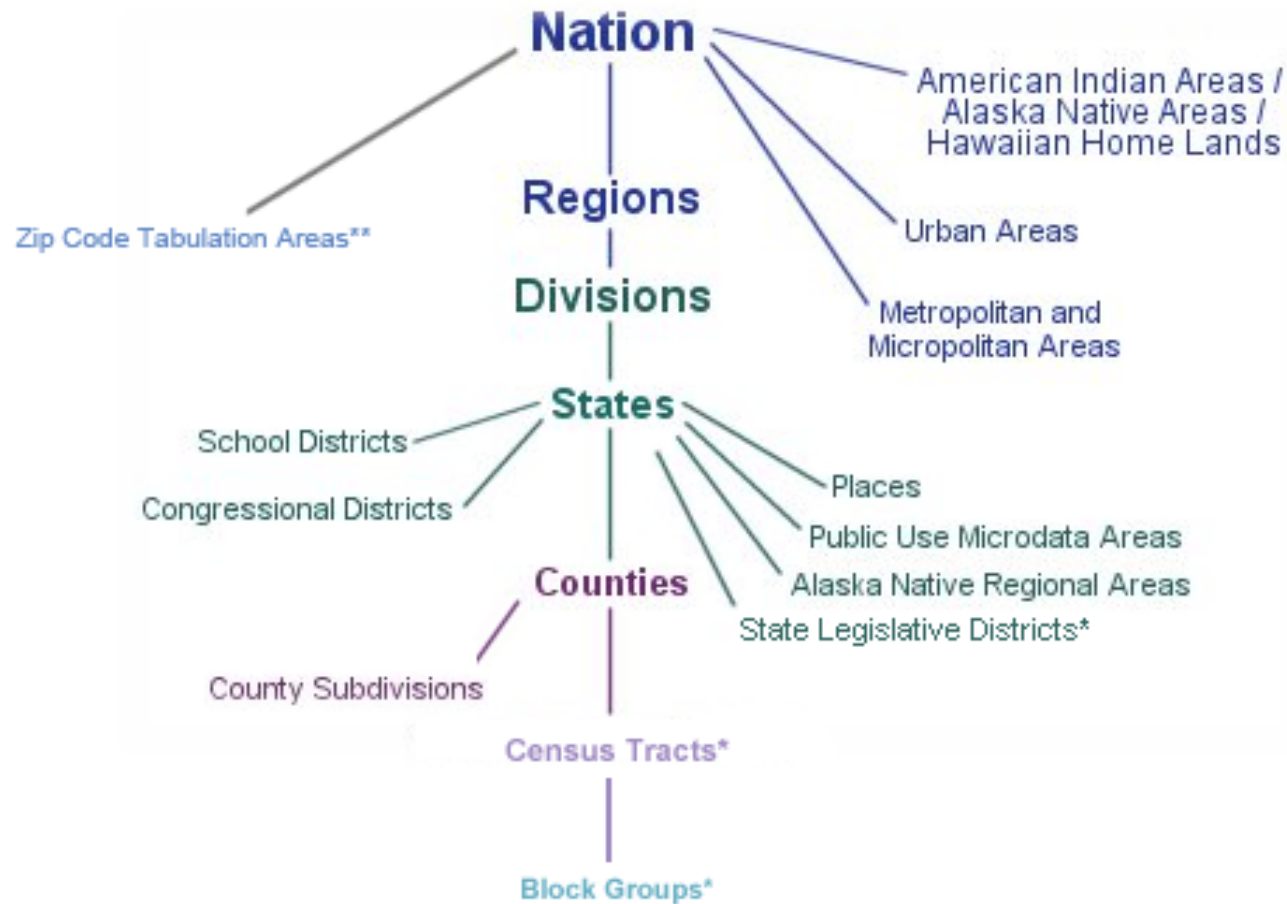 Nation
American Indian Areas /
Alaska Native Areas /
Hawaiian Home Lands
Regions
Zip Code Tabulation Areas**
Urban Areas
Divisions
Metropolitan and
Micropolitan Areas
States
School Districts
Places
Congressional Districts
Public Use Microdata Areas
Counties
Alaska Native Regional Areas
State Legislative Districts*
County Subdivisions
Census Tracts*
Block Groups*